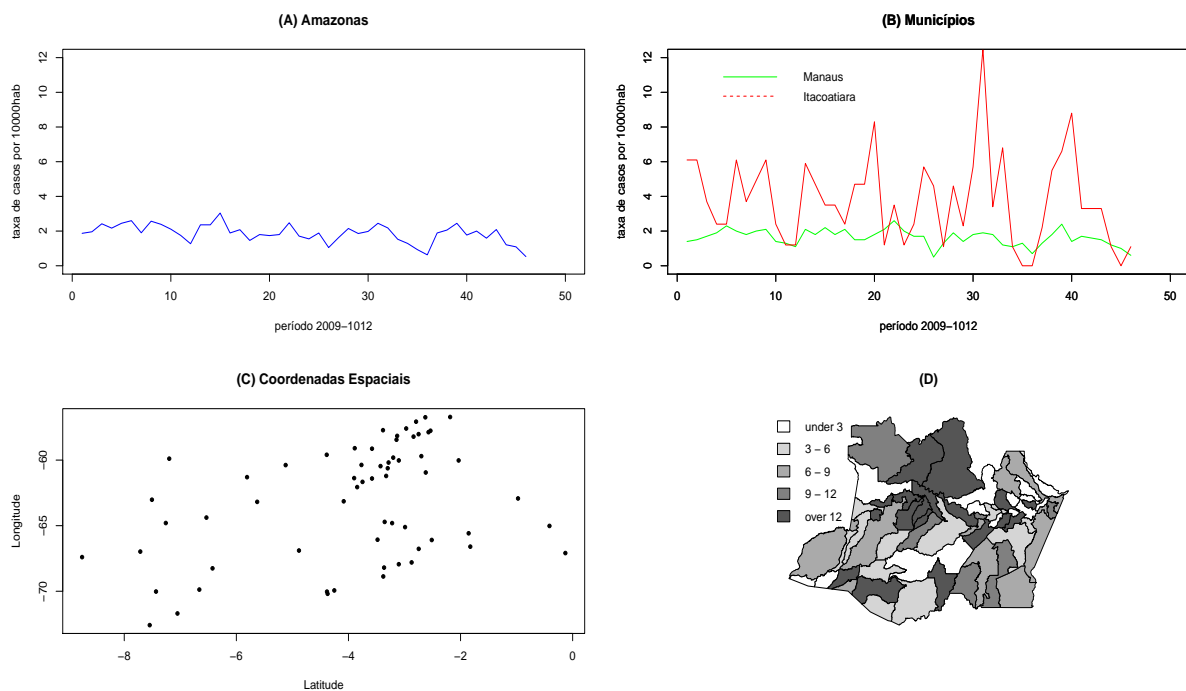 (A) Amazonas
taxa de casos por 10000hab
12
10
8
6
4
2
0
0 10 20 30 40 50
período 2009−1012
(B) Municípios
taxa de casos por 10000hab
12
10
8
6
4
2
0
Manaus
Itacoatiara
0 10 20 30 40 50
período 2009−1012
(C) Coordenadas Espaciais
Longitude
−60
−65
−70
−8 −6 −4 −2 0
Latitude
(D)
under 3
3 − 6
6 − 9
9 − 12
over 12